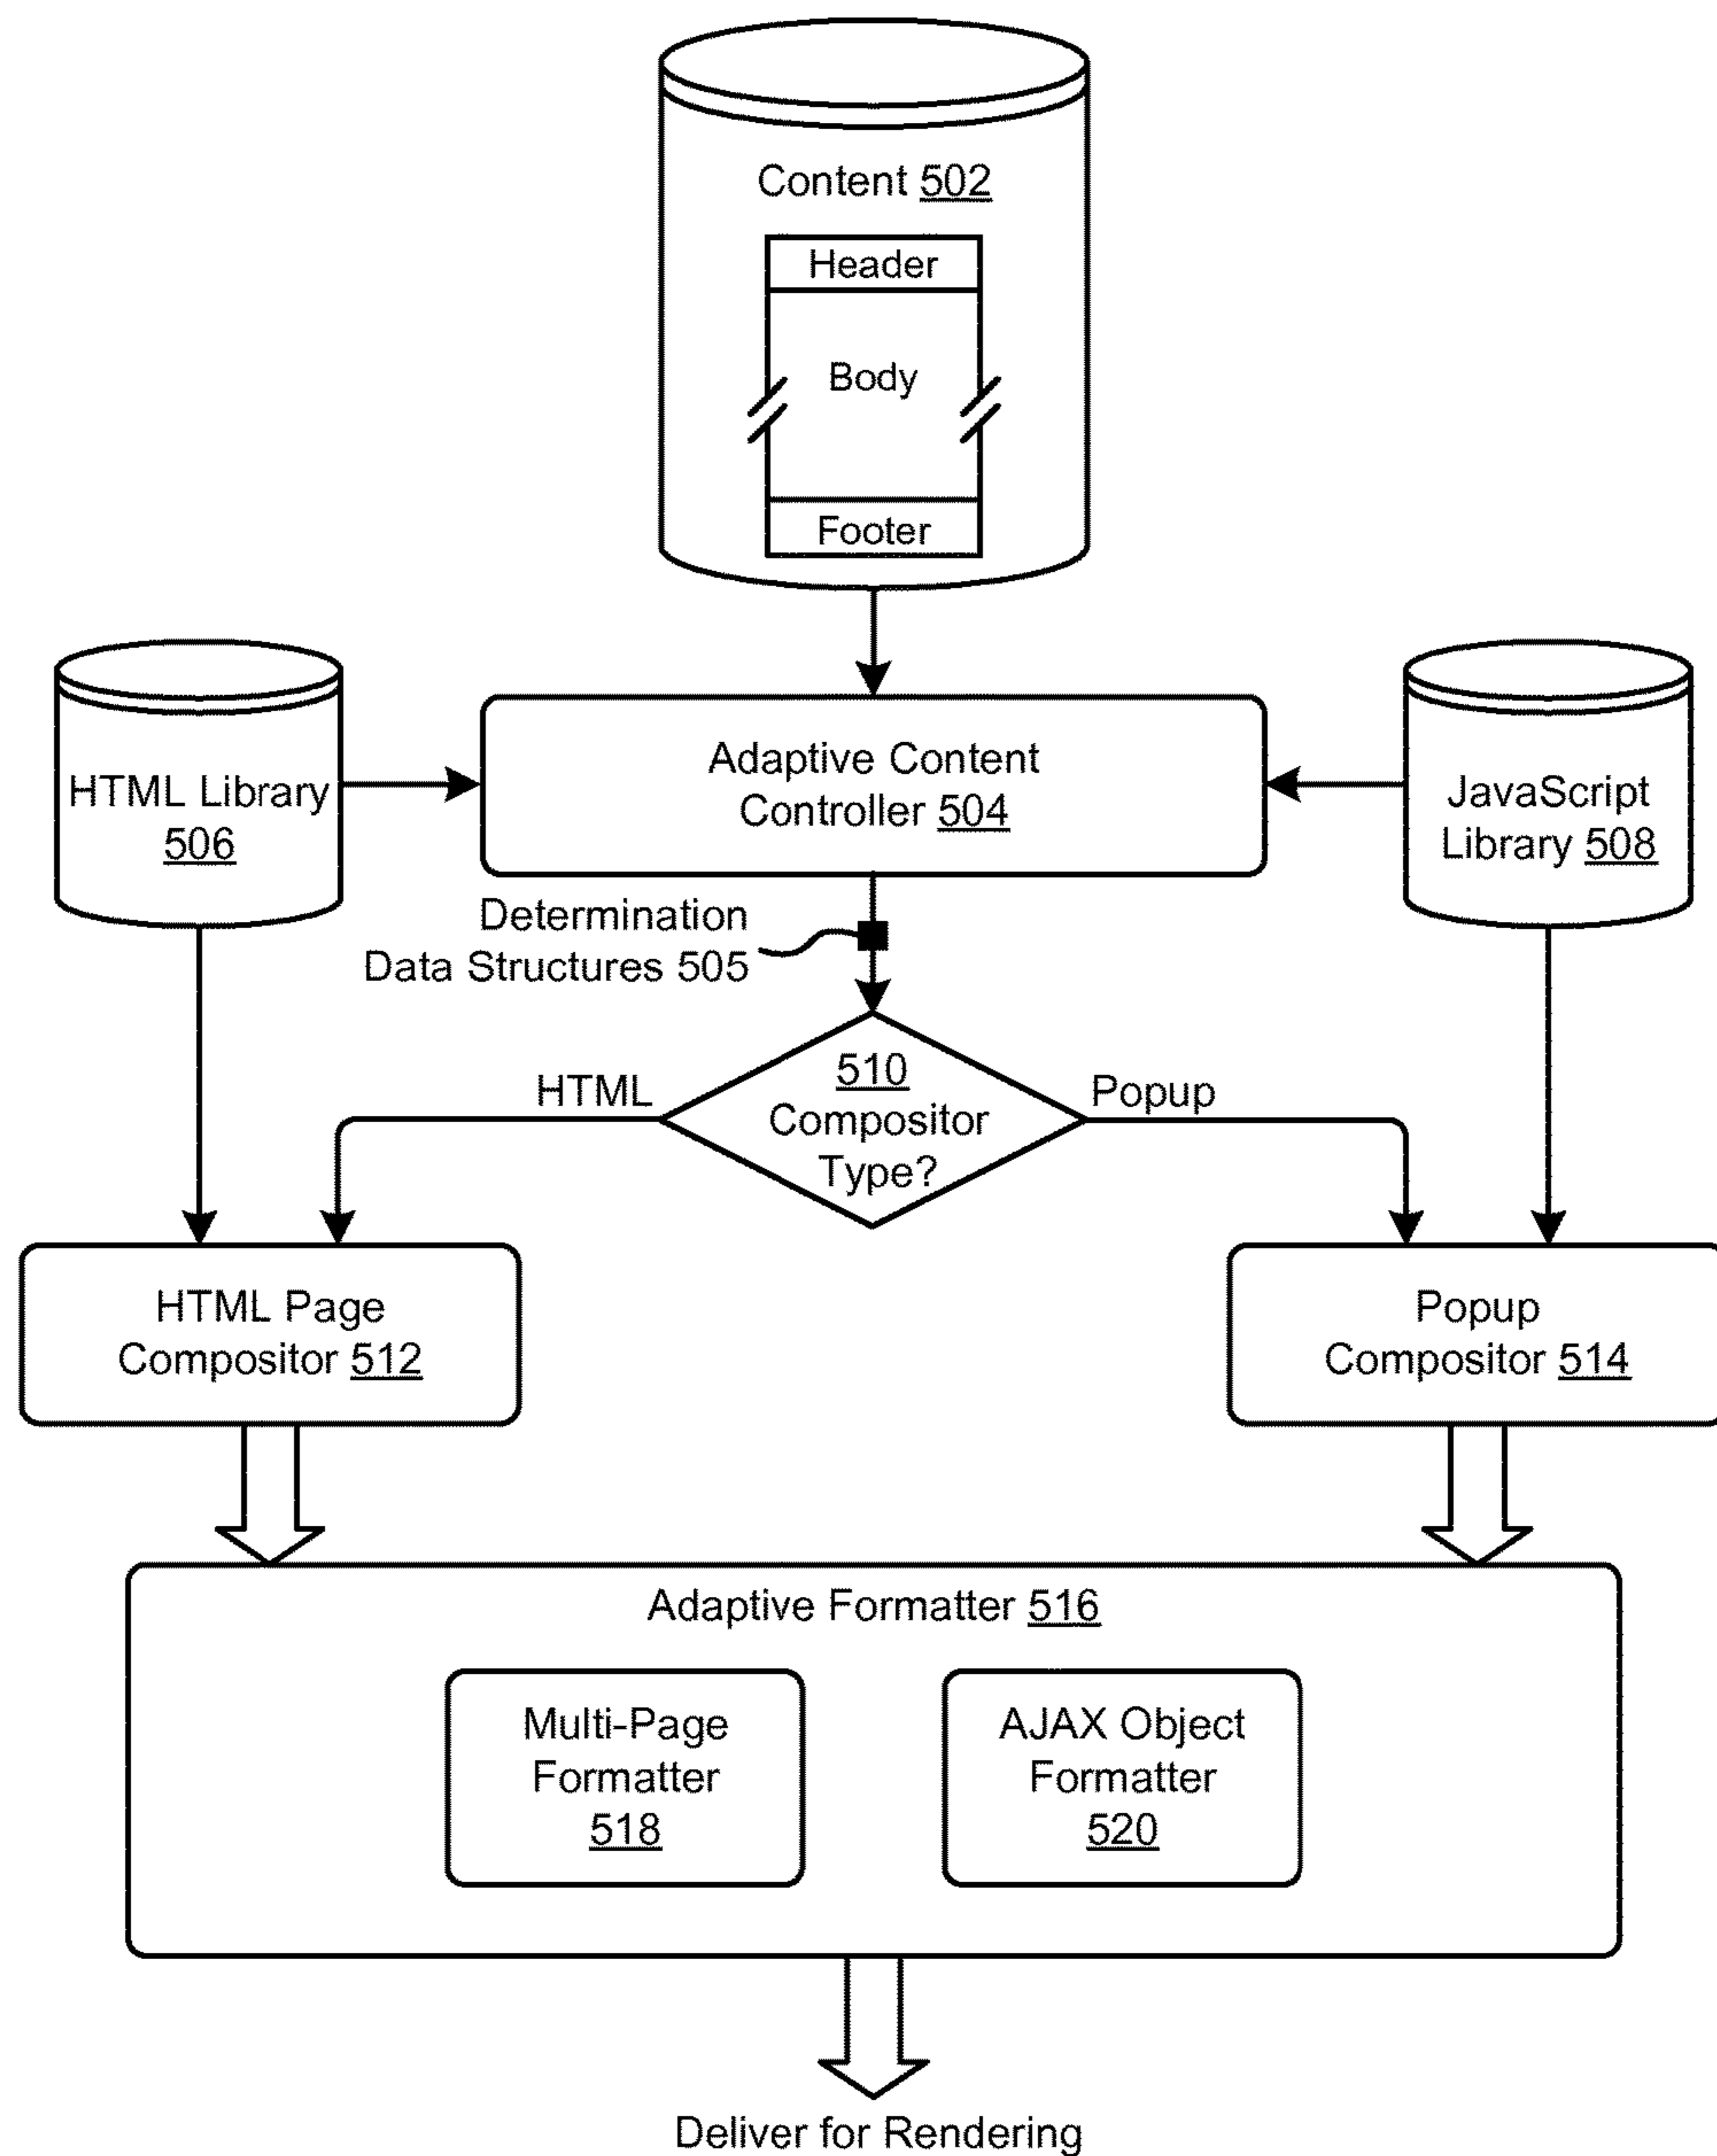 Content 502
Header
Body
Footer
HTML Library
506
Adaptive Content
Controller 504
JavaScript
Library 508
Determination
Data Structures 505
HTML
510
Compositor
Type?
Popup
HTML Page
Compositor 512
Popup
Compositor 514
Adaptive Formatter 516
Multi-Page
Formatter
518
AJAX Object
Formatter
520
Deliver for Rendering